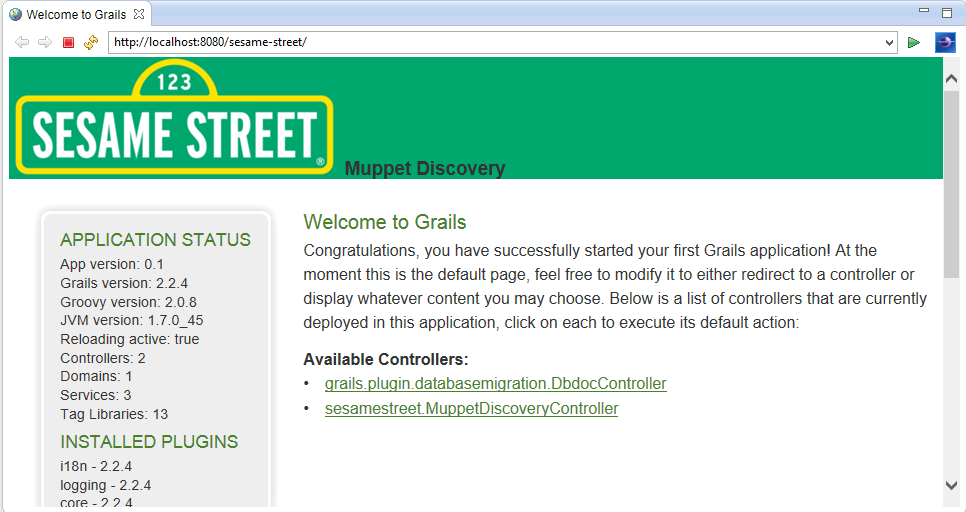 Welcome to Grails
http://localhost:8080/sesame-street/
123
SESAME STREET®
Muppet Discovery
APPLICATION STATUS
App version: 0.1
Grails version: 2.2.4
Groovy version: 2.0.8
JVM version: 1.7.0_45
Reloading active: true
Controllers: 2
Domains: 1
Services: 3
Tag Libraries: 13
INSTALLED PLUGINS
i18n - 2.2.4
logging - 2.2.4
core - 2.2.4
Welcome to Grails
Congratulations, you have successfully started your first Grails application! At the
moment this is the default page, feel free to modify it to either redirect to a controller or
display whatever content you may choose. Below is a list of controllers that are currently
deployed in this application, click on each to execute its default action:
Available Controllers:
• grails.plugin.databasemigration.DbdocController
• sesamestreet.MuppetDiscoveryController